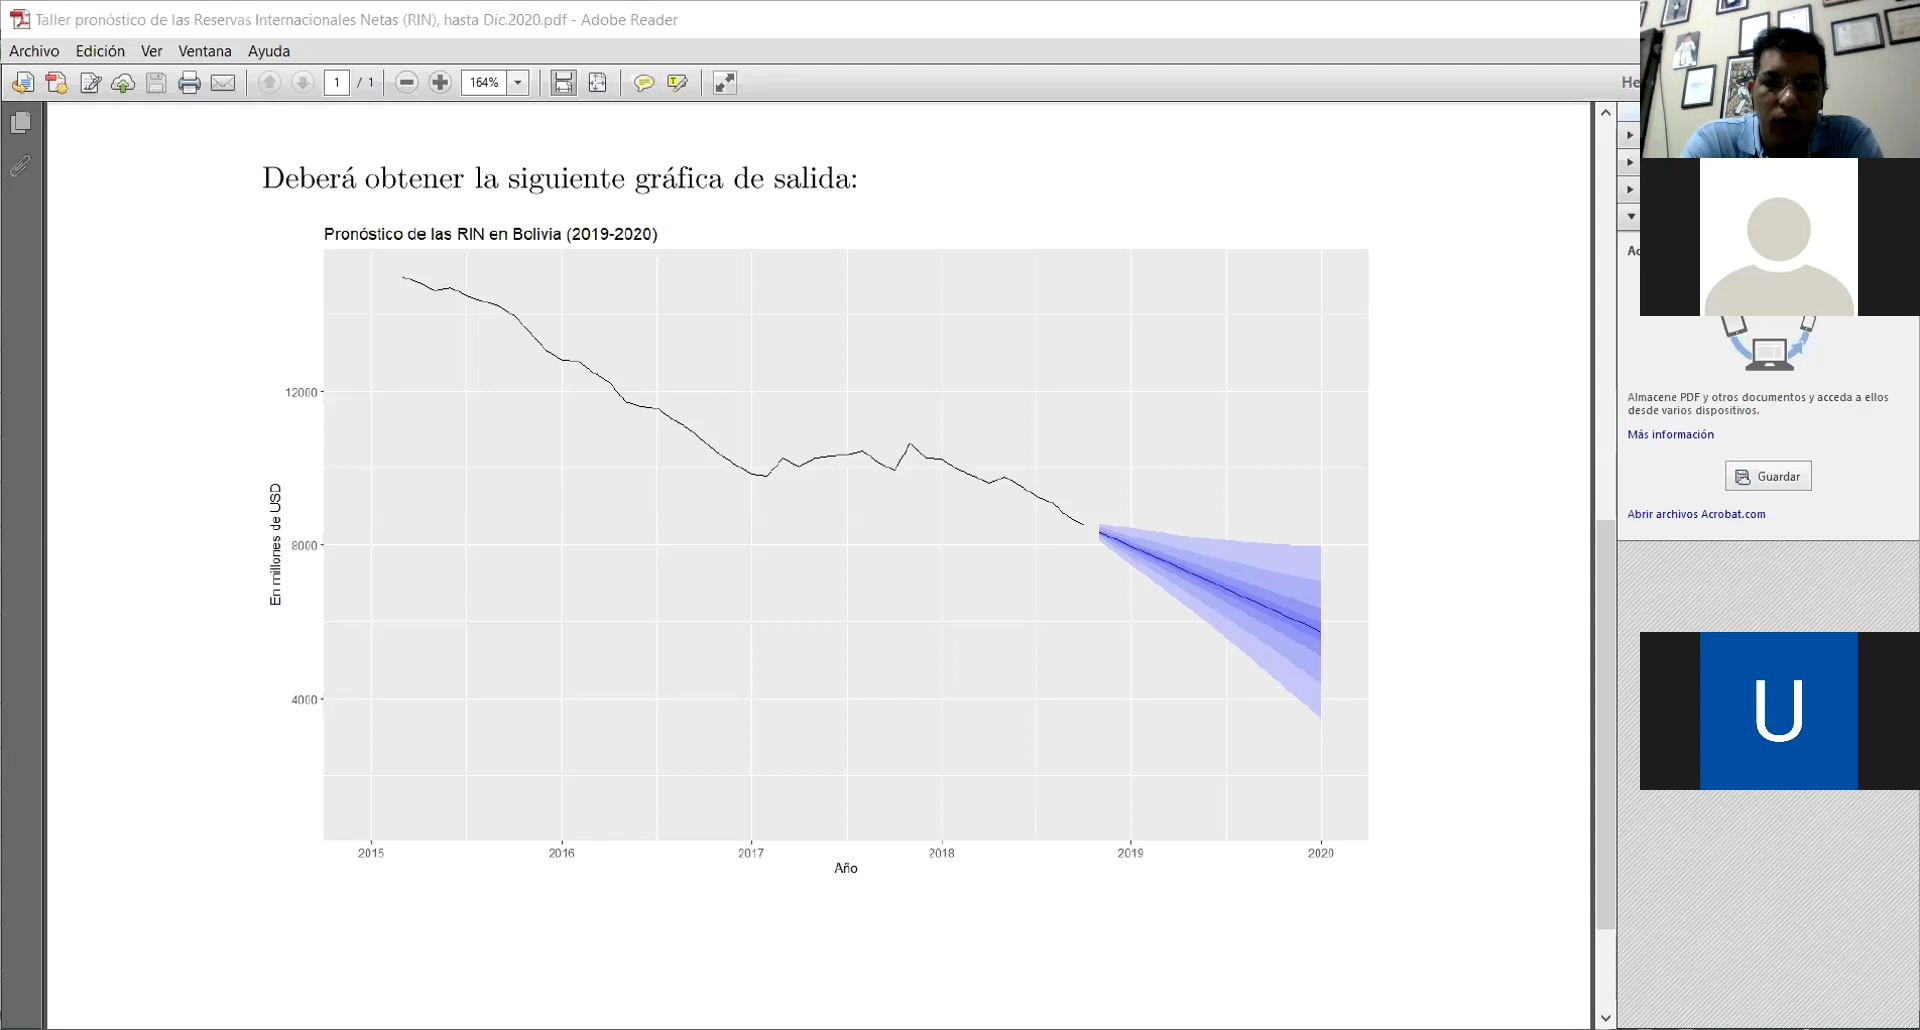 Taller pronóstico de las Reservas Internacionales Netas (RIN), hasta Dic.2020.pdf - Adobe Reader
Archivo Edición Ver Ventana Ayuda
1 / 1 164%
Deberá obtener la siguiente gráfica de salida:
Pronóstico de las RIN en Bolivia (2019-2020)
En millones de USD
12000
8000
4000
2015 2016 2017 2018 2019 2020
Año
Almacene PDF y otros documentos y acceda a ellos
desde varios dispositivos.
Más información
Guardar
Abrir archivos Acrobat.com
U